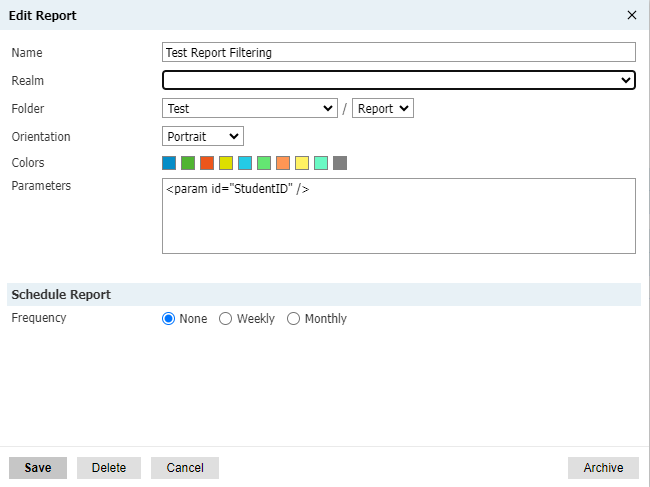 Edit Report
Name Test Report Filtering
Realm
Folder Test / Report
Orientation Portrait
Colors
Parameters <param id="StudentID" />
Schedule Report
Frequency None Weekly Monthly
Save Delete Cancel Archive